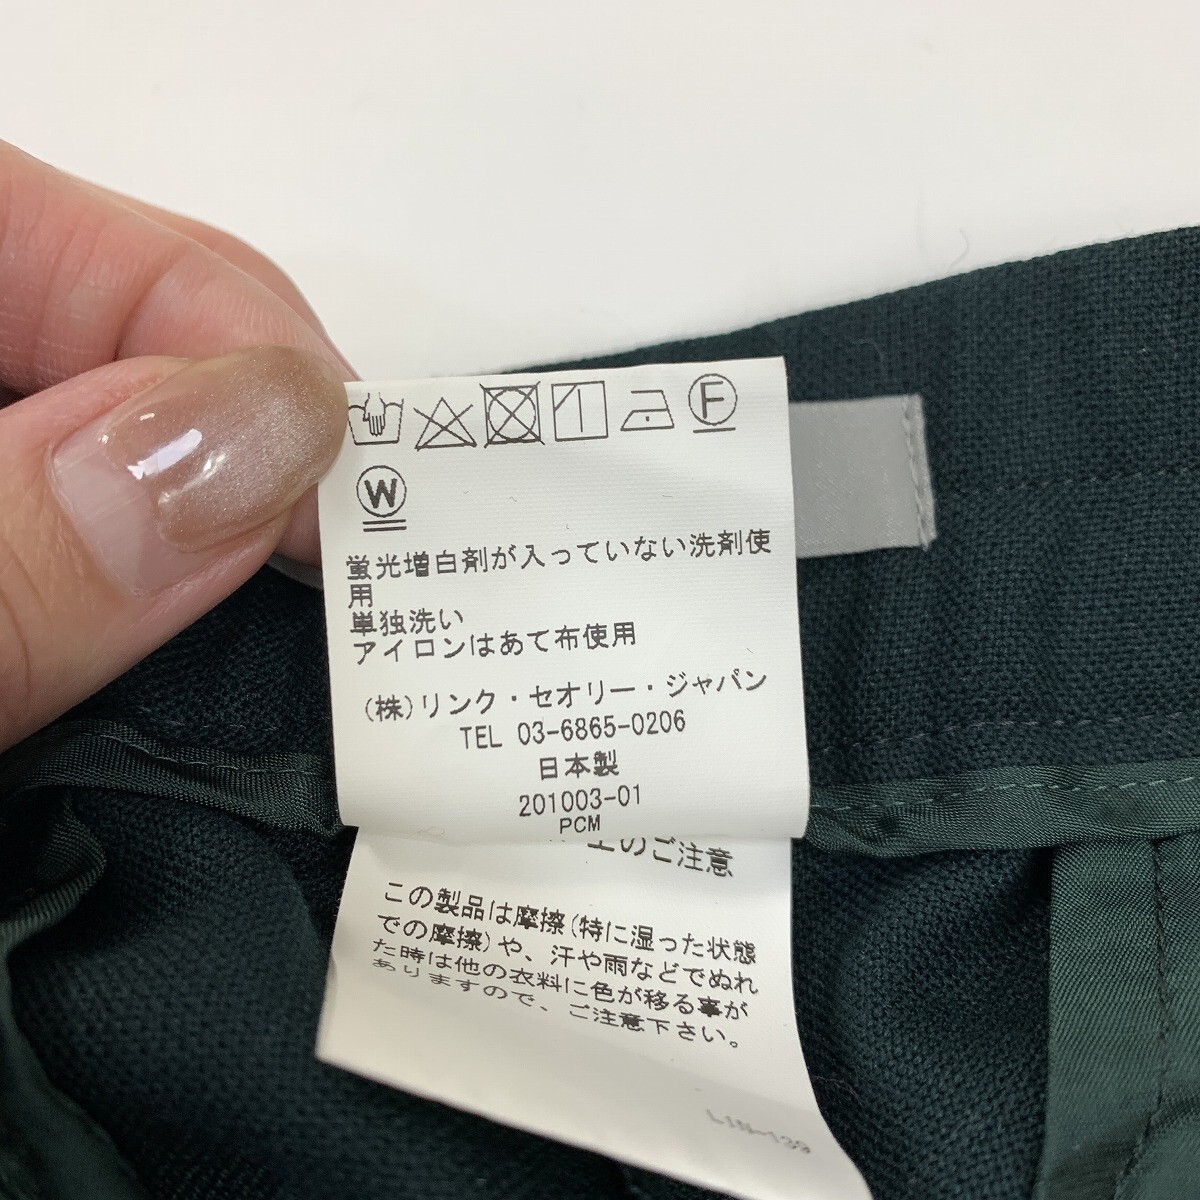 F
W
蛍光増白剤が入っていない洗剤使
用
単独洗い
アイロンはあて布使用
(株)リンク・セオリー・ジャパン
TEL 03-6865-0206
日本製
201003-01
PCM
上のご注意
この製品は摩擦(特に湿った状態
での摩擦)や、汗や雨などでぬれ
た時は他の衣料に色が移る事が
ありますので、ご注意下さい。